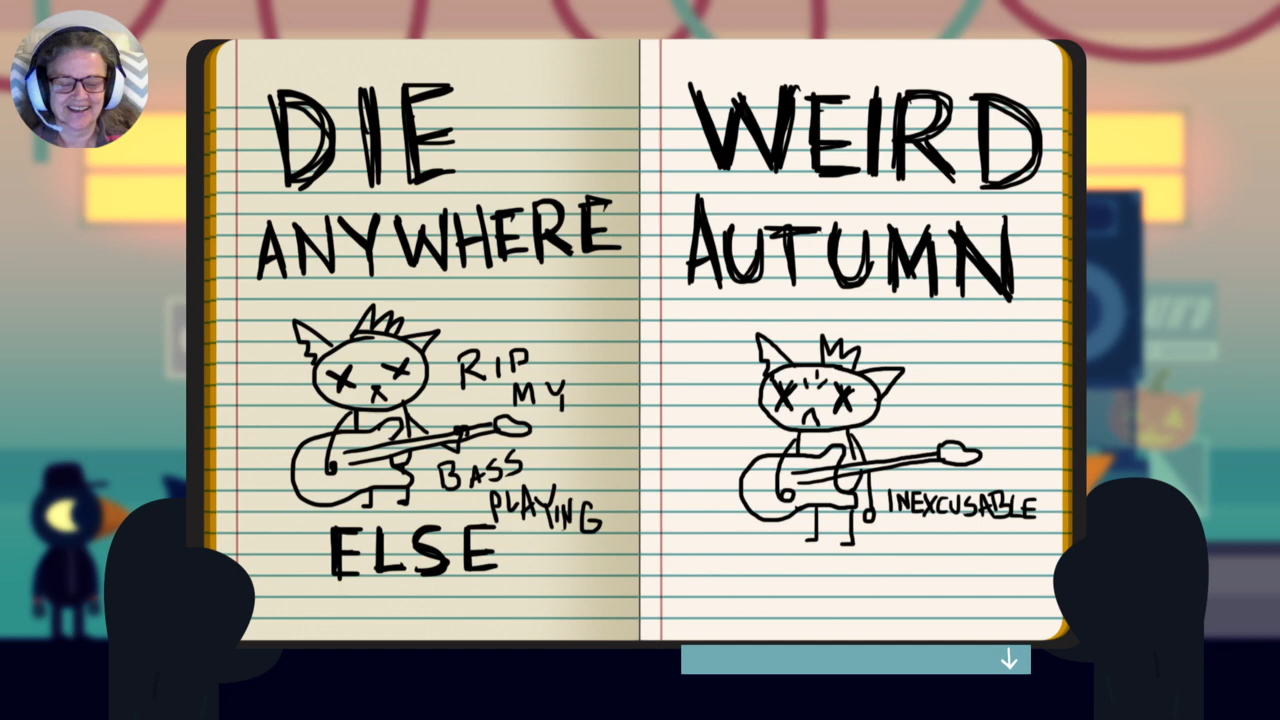 DIE
ANYWHERE
RIP
MY
BASS
PLAYING
ELSE
WEIRD
AUTUMN
INEXCUSABLE